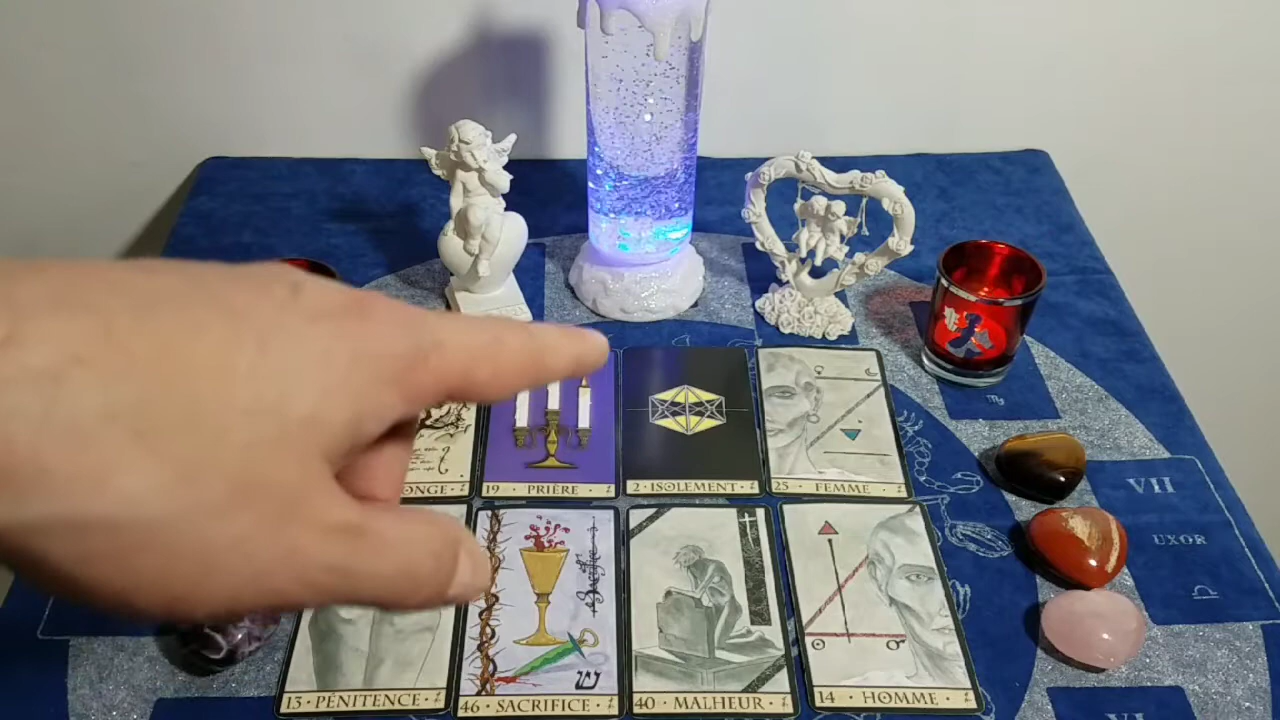 19 PRIÈRE
2 · ISOLEMENT ·
25 · FEMME
13 · PÉNITENCE ·
46 · SACRIFICE ·
40 · MALHEUR ·
14 · HOMME
VII
UXOR